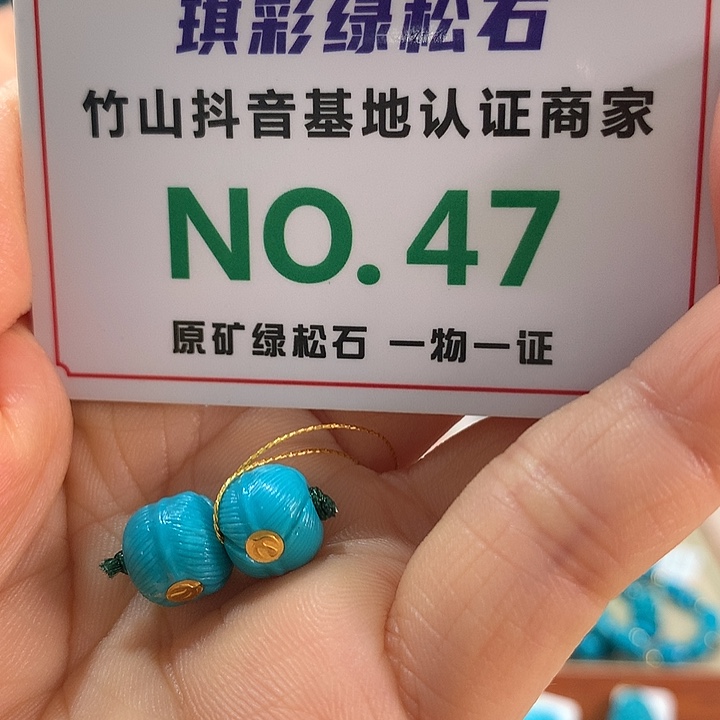 琪彩绿松石
竹山抖音基地认证商家
NO.47
原矿绿松石 一物一证